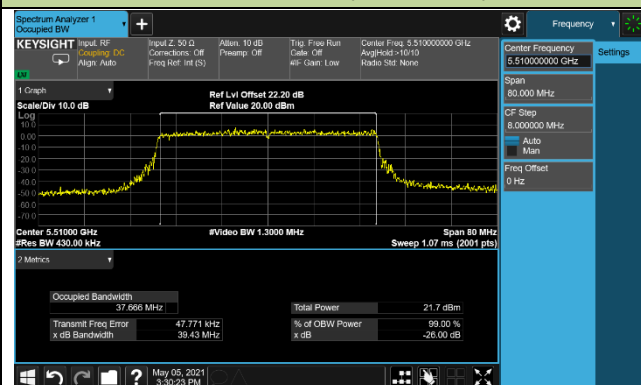 Spectrum Analyzer 1
Occupied BW
+
Frequency
KEYSIGHT
Input: RF
Coupling: DC
Align: Auto
Input Z: 50 Ω
Corrections: Off
Freq Ref: Int (S)
Atten: 10 dB
Preamp: Off
Trig: Free Run
Gate: Off
#IF Gain: Low
Center Freq: 5.510000000 GHz
Avg|Hold:>10/10
Radio Std: None
LNI
Center Frequency
5.510000000 GHz
Settings
Span
80.000 MHz
CF Step
8.000000 MHz
Auto
Man
Freq Offset
0 Hz
1 Graph
Scale/Div 10.0 dB
Ref Lvl Offset 22.20 dB
Ref Value 20.00 dBm
Log
10.0
0.00
-10.0
-20.0
-30.0
-40.0
-50.0
-60.0
-70.0
Center 5.51000 GHz
#Res BW 430.00 kHz
#Video BW 1.3000 MHz
Span 80 MHz
Sweep 1.07 ms (2001 pts)
2 Metrics
Occupied Bandwidth
37.666 MHz
Total Power
21.7 dBm
Transmit Freq Error
47.771 kHz
% of OBW Power
99.00 %
x dB Bandwidth
39.43 MHz
x dB
-26.00 dB
?
May 05, 2021
3:30:23 PM